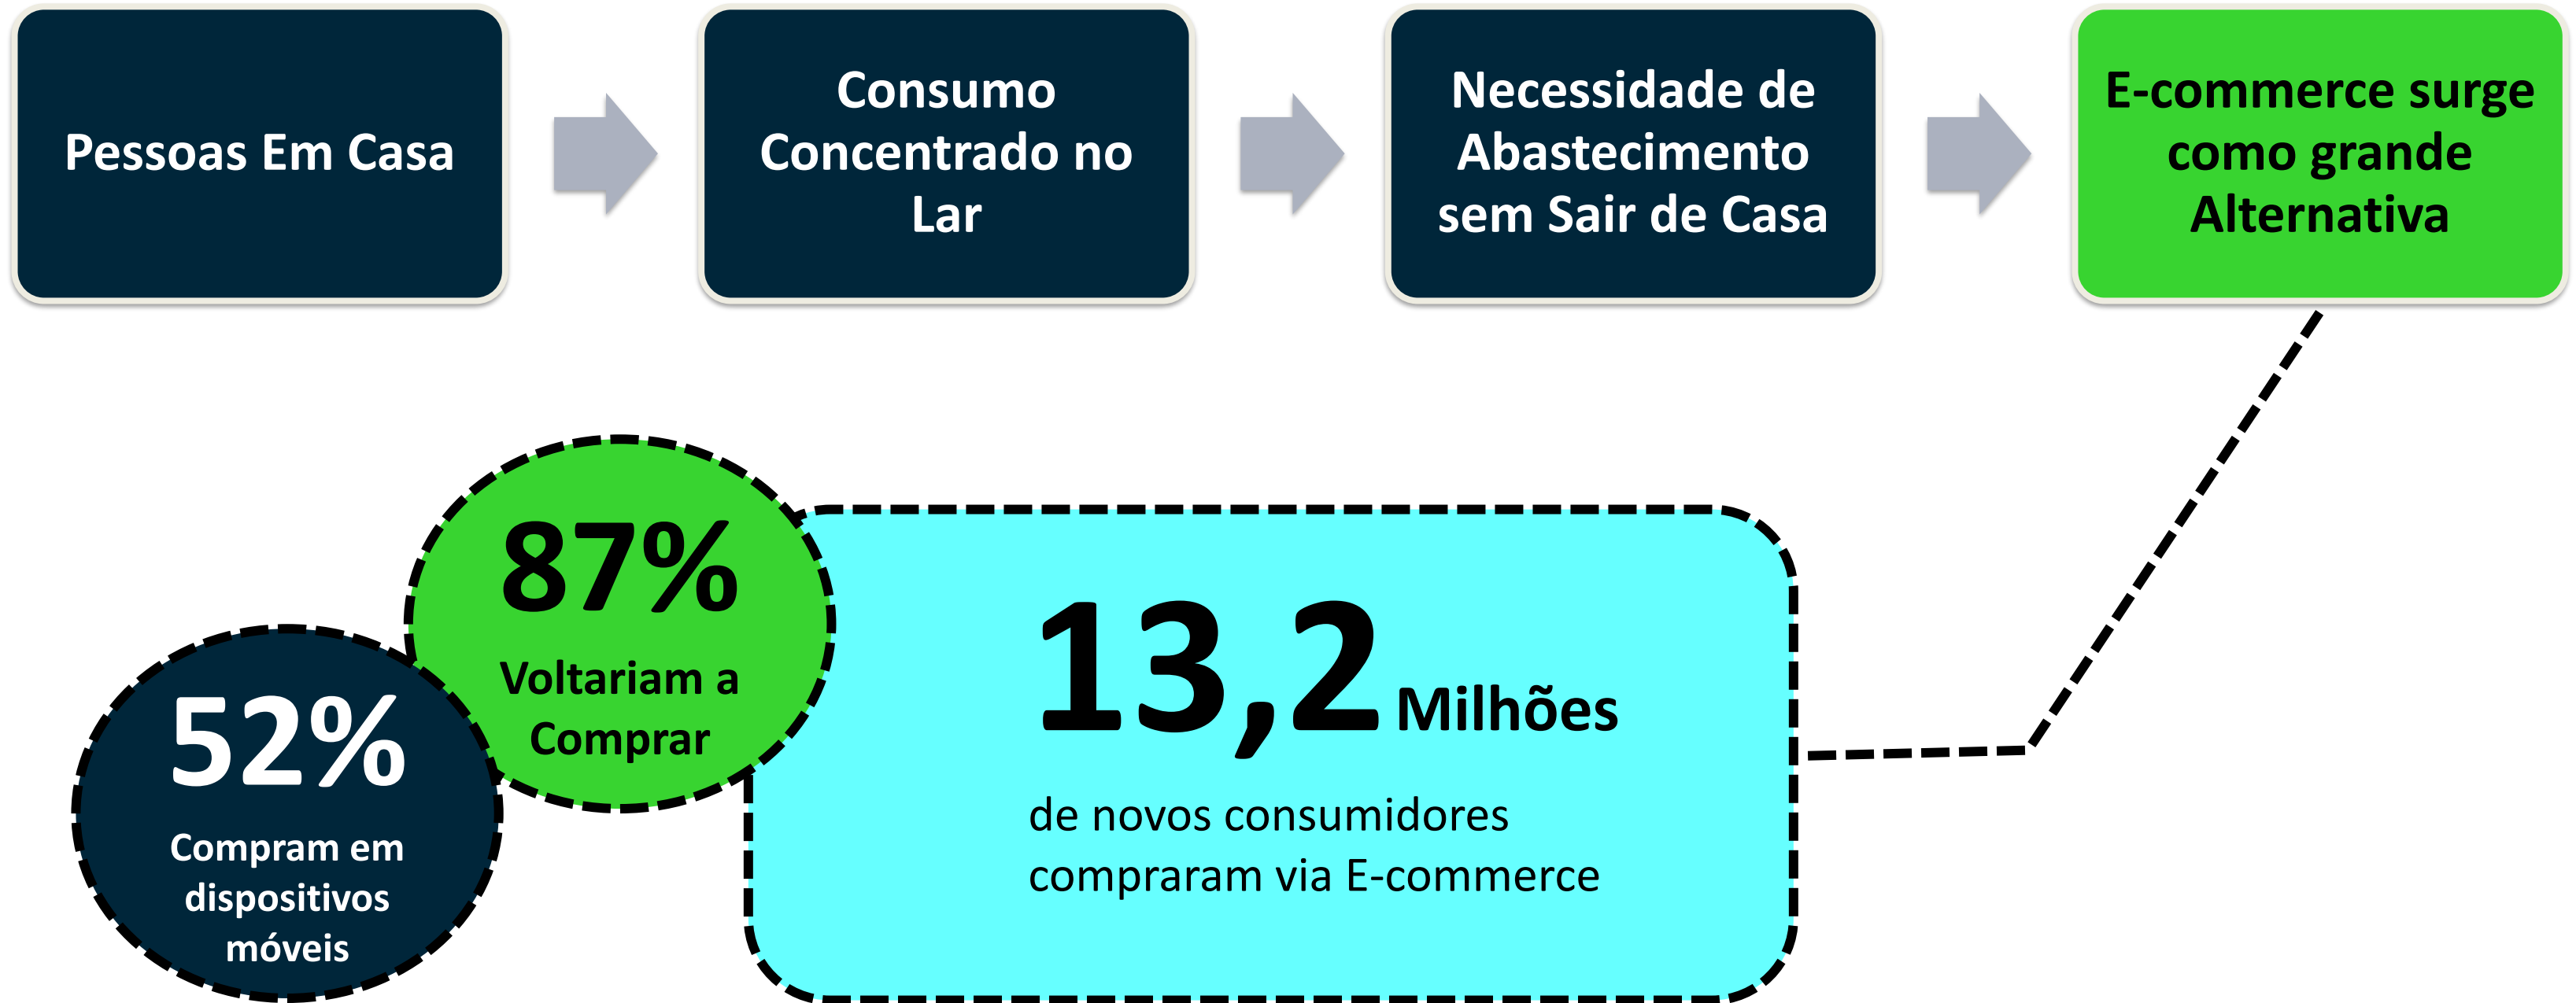 Pessoas Em Casa
Consumo
Concentrado no
Lar
Necessidade de
Abastecimento
sem Sair de Casa
E-commerce surge
como grande
Alternativa
87%
Voltariam a
Comprar
52%
Compram em
dispositivos
móveis
13,2 Milhões
de novos consumidores
compraram via E-commerce